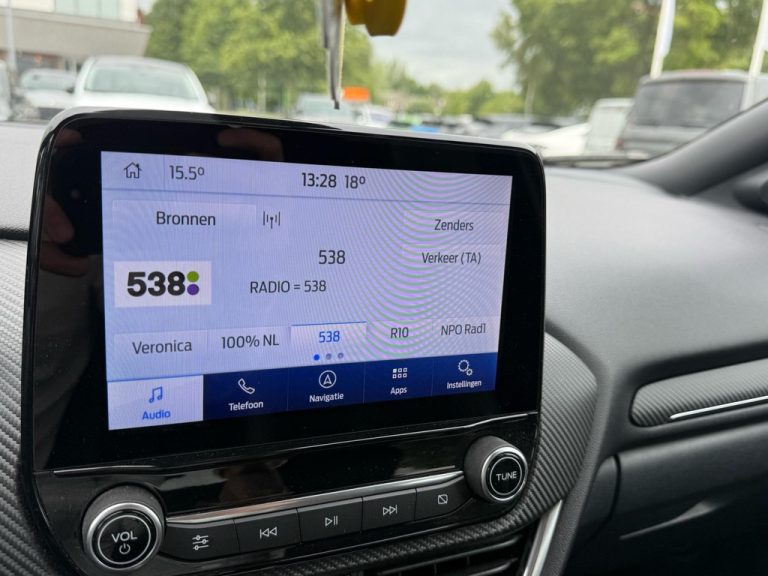 15.5° 13:28 18°
Bronnen Zenders
538 Verkeer (TA)
538 RADIO = 538
Veronica 100% NL 538 R10 NPO Rad1
Audio Telefoon Navigatie Apps Instellingen
VOL TUNE